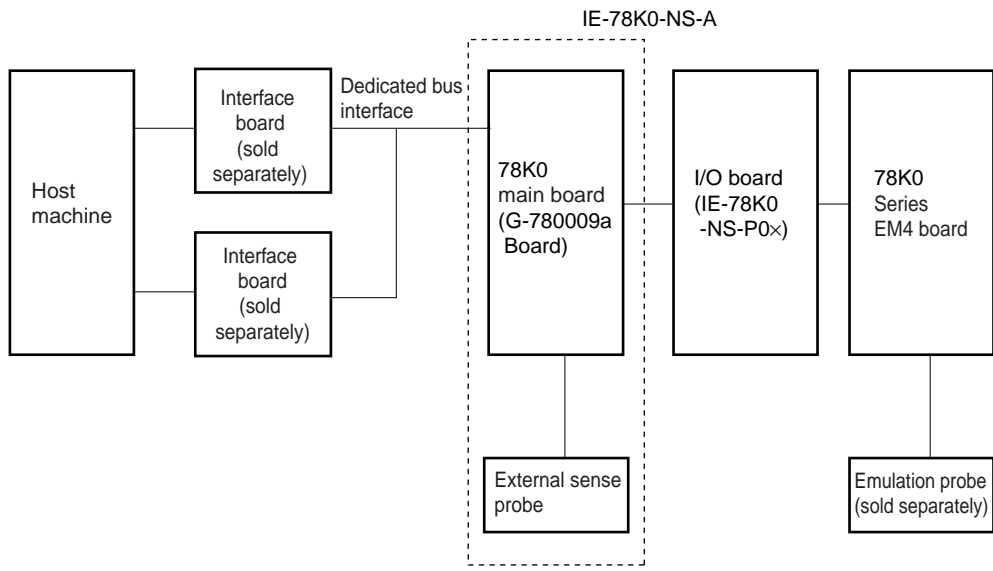 IE-78K0-NS-A
Host
machine
Interface
board
(sold
separately)
Interface
board
(sold
separately)
Dedicated bus
interface
78K0
main board
(G-780009a
Board)
I/O board
(IE-78K0
-NS-P0×)
78K0
Series
EM4 board
External sense
probe
Emulation probe
(sold separately)